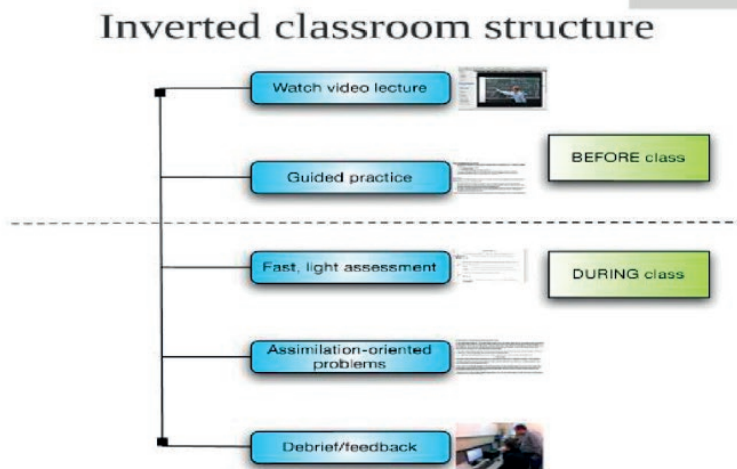 Inverted classroom structure
Watch video lecture
BEFORE class
Guided practice
Fast, light assessment
DURING class
Assimilation-oriented
problems
Debrief/feedback